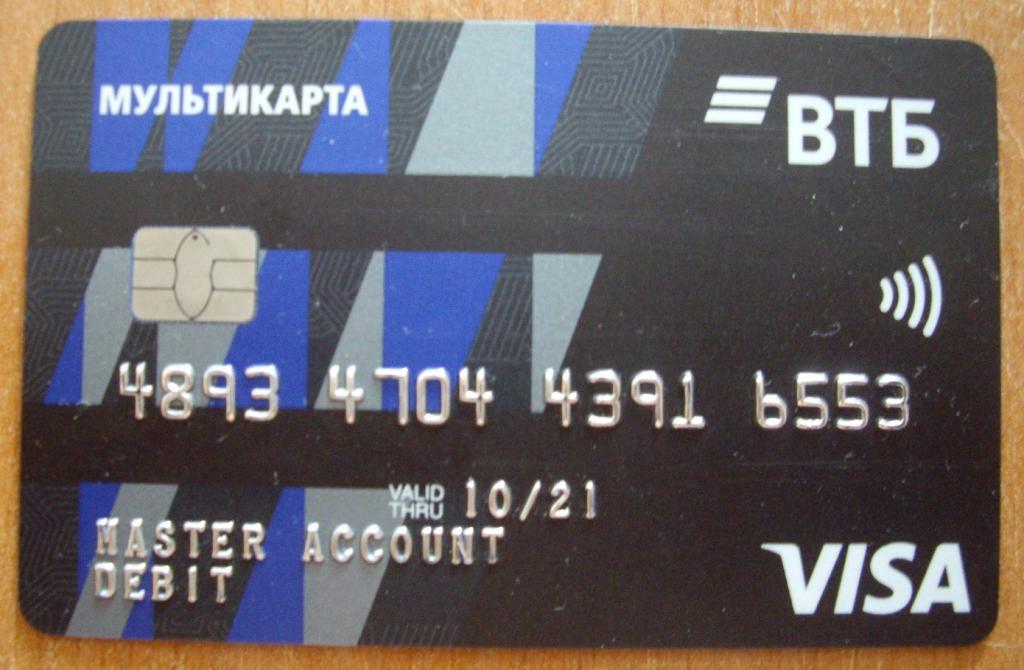 МУЛЬТИКАРТА
ВТБ
4893 4704 4391 6553
VALID THRU 10/21
MASTER ACCOUNT
DEBIT
VISA